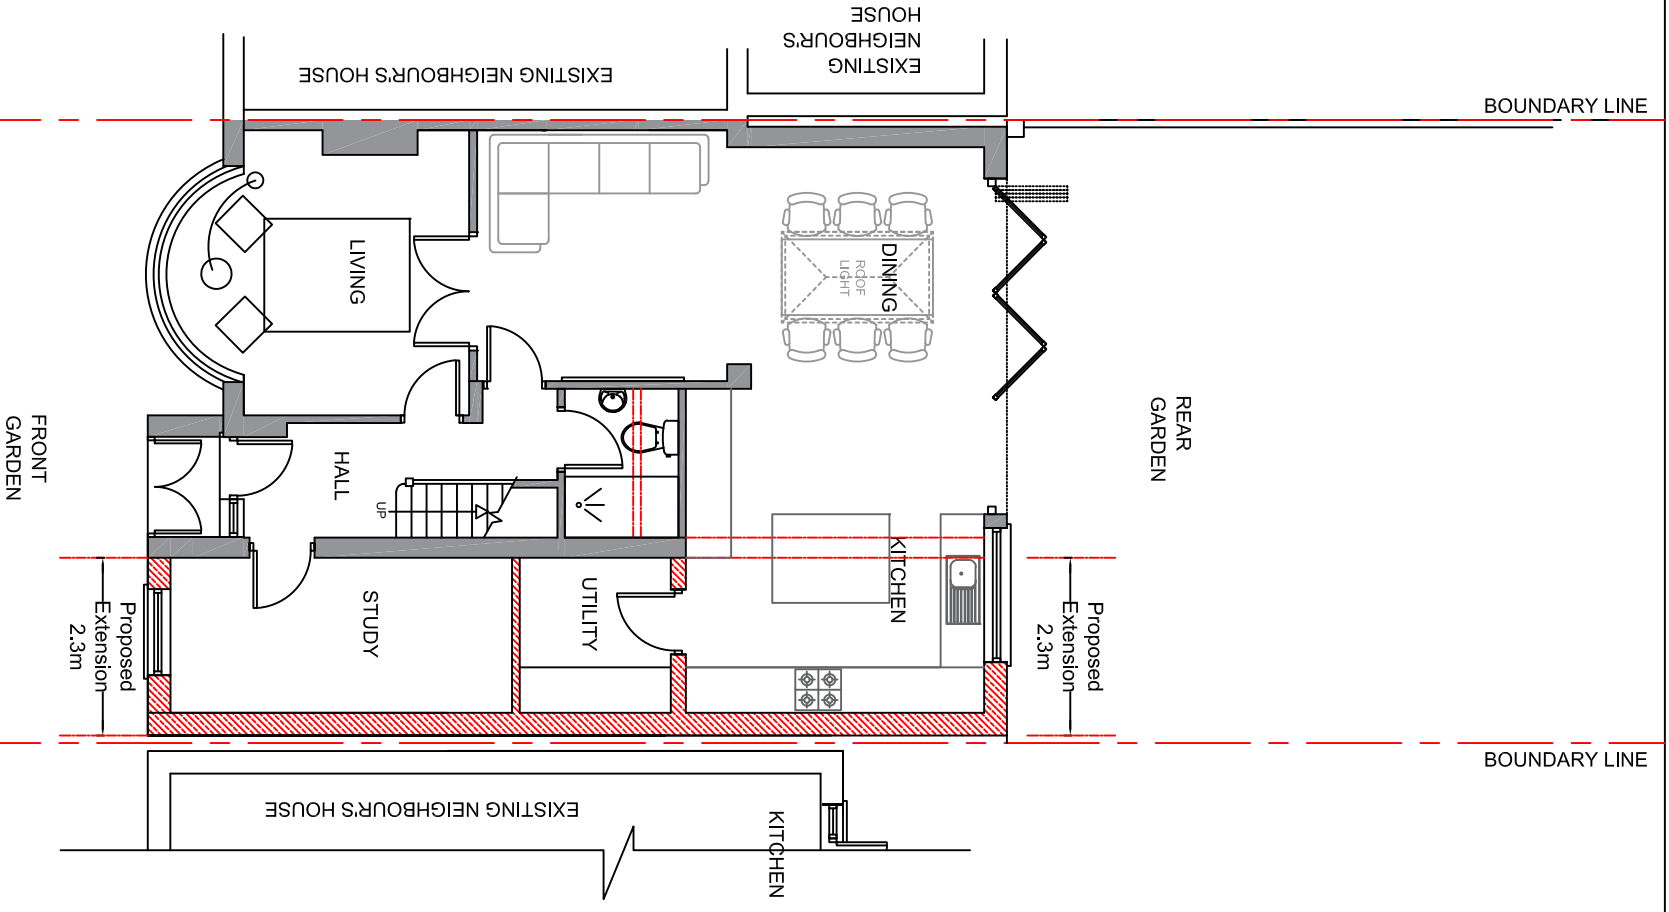 EXISTING
NEIGHBOUR'S
HOUSE
EXISTING NEIGHBOUR'S HOUSE
BOUNDARY LINE
LIVING
DINING
ROOF
LIGHT
REAR
GARDEN
FRONT
GARDEN
HALL
UP
KITCHEN
STUDY
UTILITY
Proposed
Extension
2.3m
Proposed
Extension
2.3m
BOUNDARY LINE
EXISTING NEIGHBOUR'S HOUSE
KITCHEN